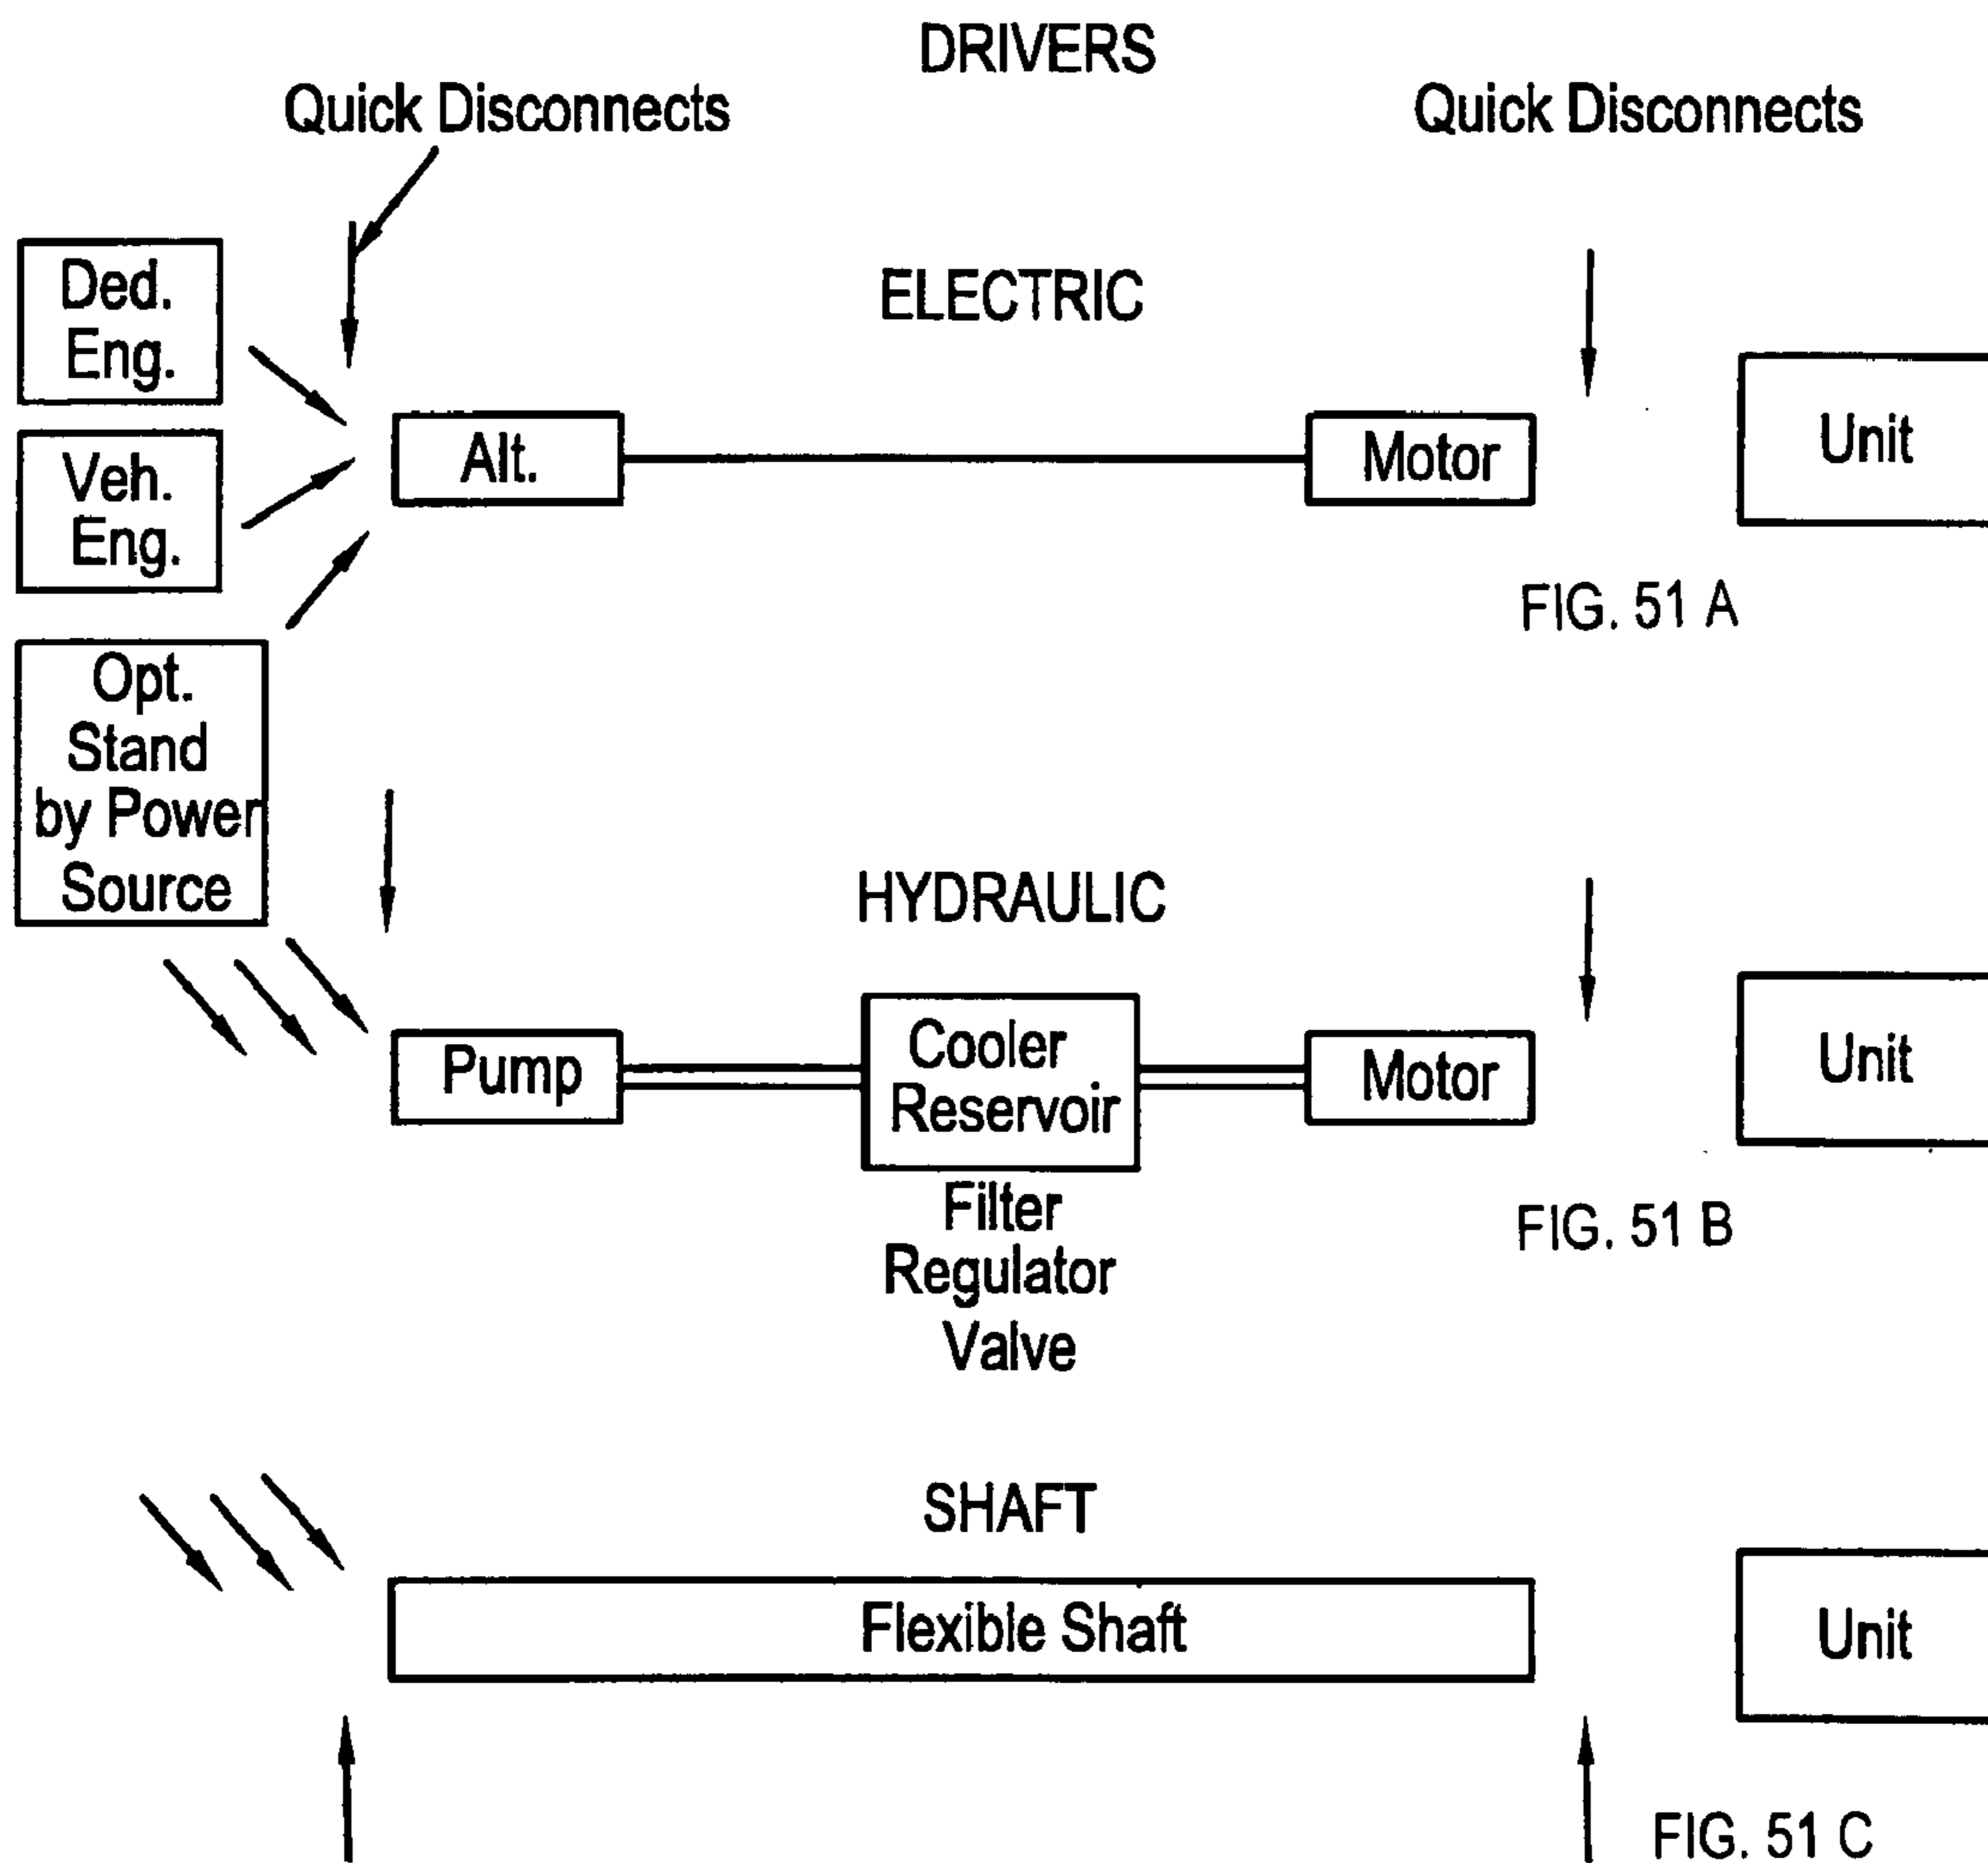 DRIVERS
Quick Disconnects
Quick Disconnects
Ded.
Eng.
ELECTRIC
Veh.
Eng.
Alt.
Motor
Unit
FIG. 51 A
Opt.
Stand
by Power
Source
HYDRAULIC
Pump
Cooler
Reservoir
Motor
Unit
Filter
Regulator
Valve
FIG. 51 B
SHAFT
Flexible Shaft
Unit
FIG. 51 C